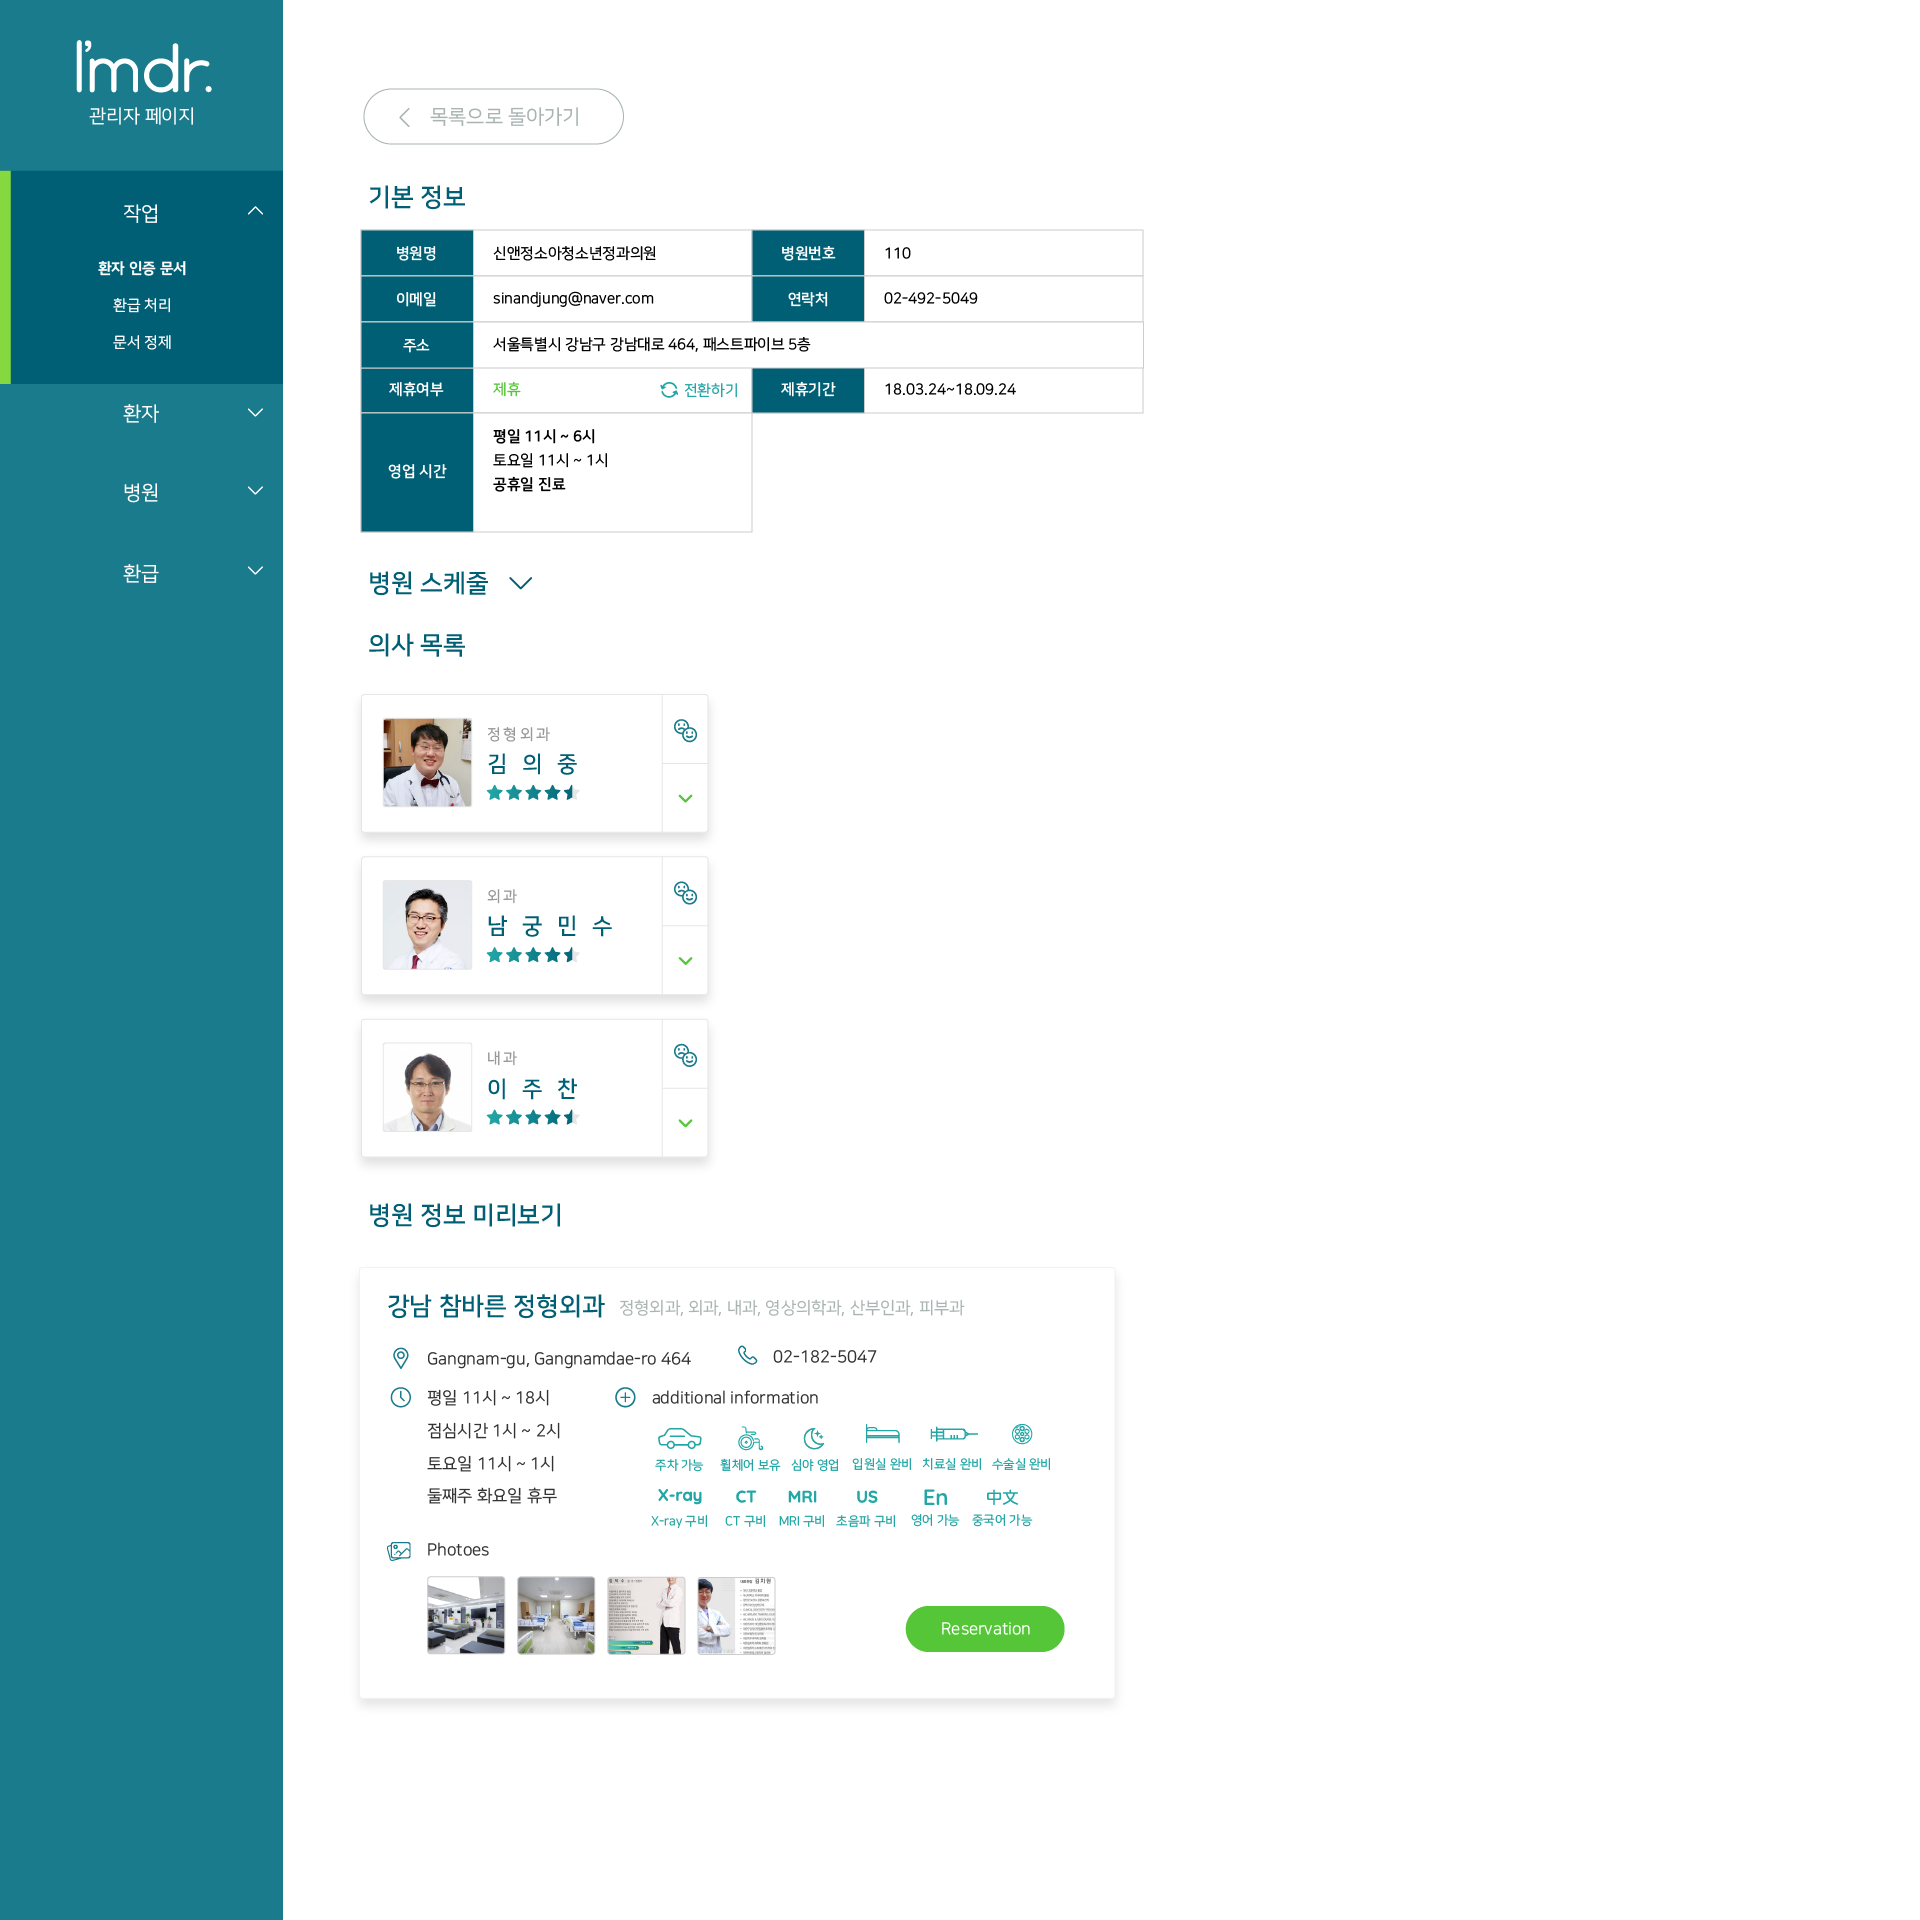 I'mdr.
관리자 페이지
작업
환자 인증 문서
환급 처리
문서 정제
환자
병원
환급
목록으로 돌아가기
기본 정보
병원명 신앤정소아청소년정과의원 병원번호 110
이메일 sinandjung@naver.com 연락처 02-492-5049
주소 서울특별시 강남구 강남대로 464, 패스트파이브 5층
제휴여부 제휴 전환하기 제휴기간 18.03.24~18.09.24
영업 시간
평일 11시 ~ 6시
토요일 11시 ~ 1시
공휴일 진료
병원 스케줄
의사 목록
정형외과
김 의 중
외과
남 궁 민 수
내과
이 주 찬
병원 정보 미리보기
강남 참바른 정형외과 정형외과, 외과, 내과, 영상의학과, 산부인과, 피부과
Gangnam-gu, Gangnamdae-ro 464 02-182-5047
평일 11시 ~ 18시
점심시간 1시 ~ 2시
토요일 11시 ~ 1시
둘째주 화요일 휴무
additional information
주차 가능 휠체어 보유 심야 영업 입원실 완비 치료실 완비 수술실 완비
X-ray CT MRI US En 中文
X-ray 구비 CT 구비 MRI 구비 초음파 구비 영어 가능 중국어 가능
Photoes
Reservation